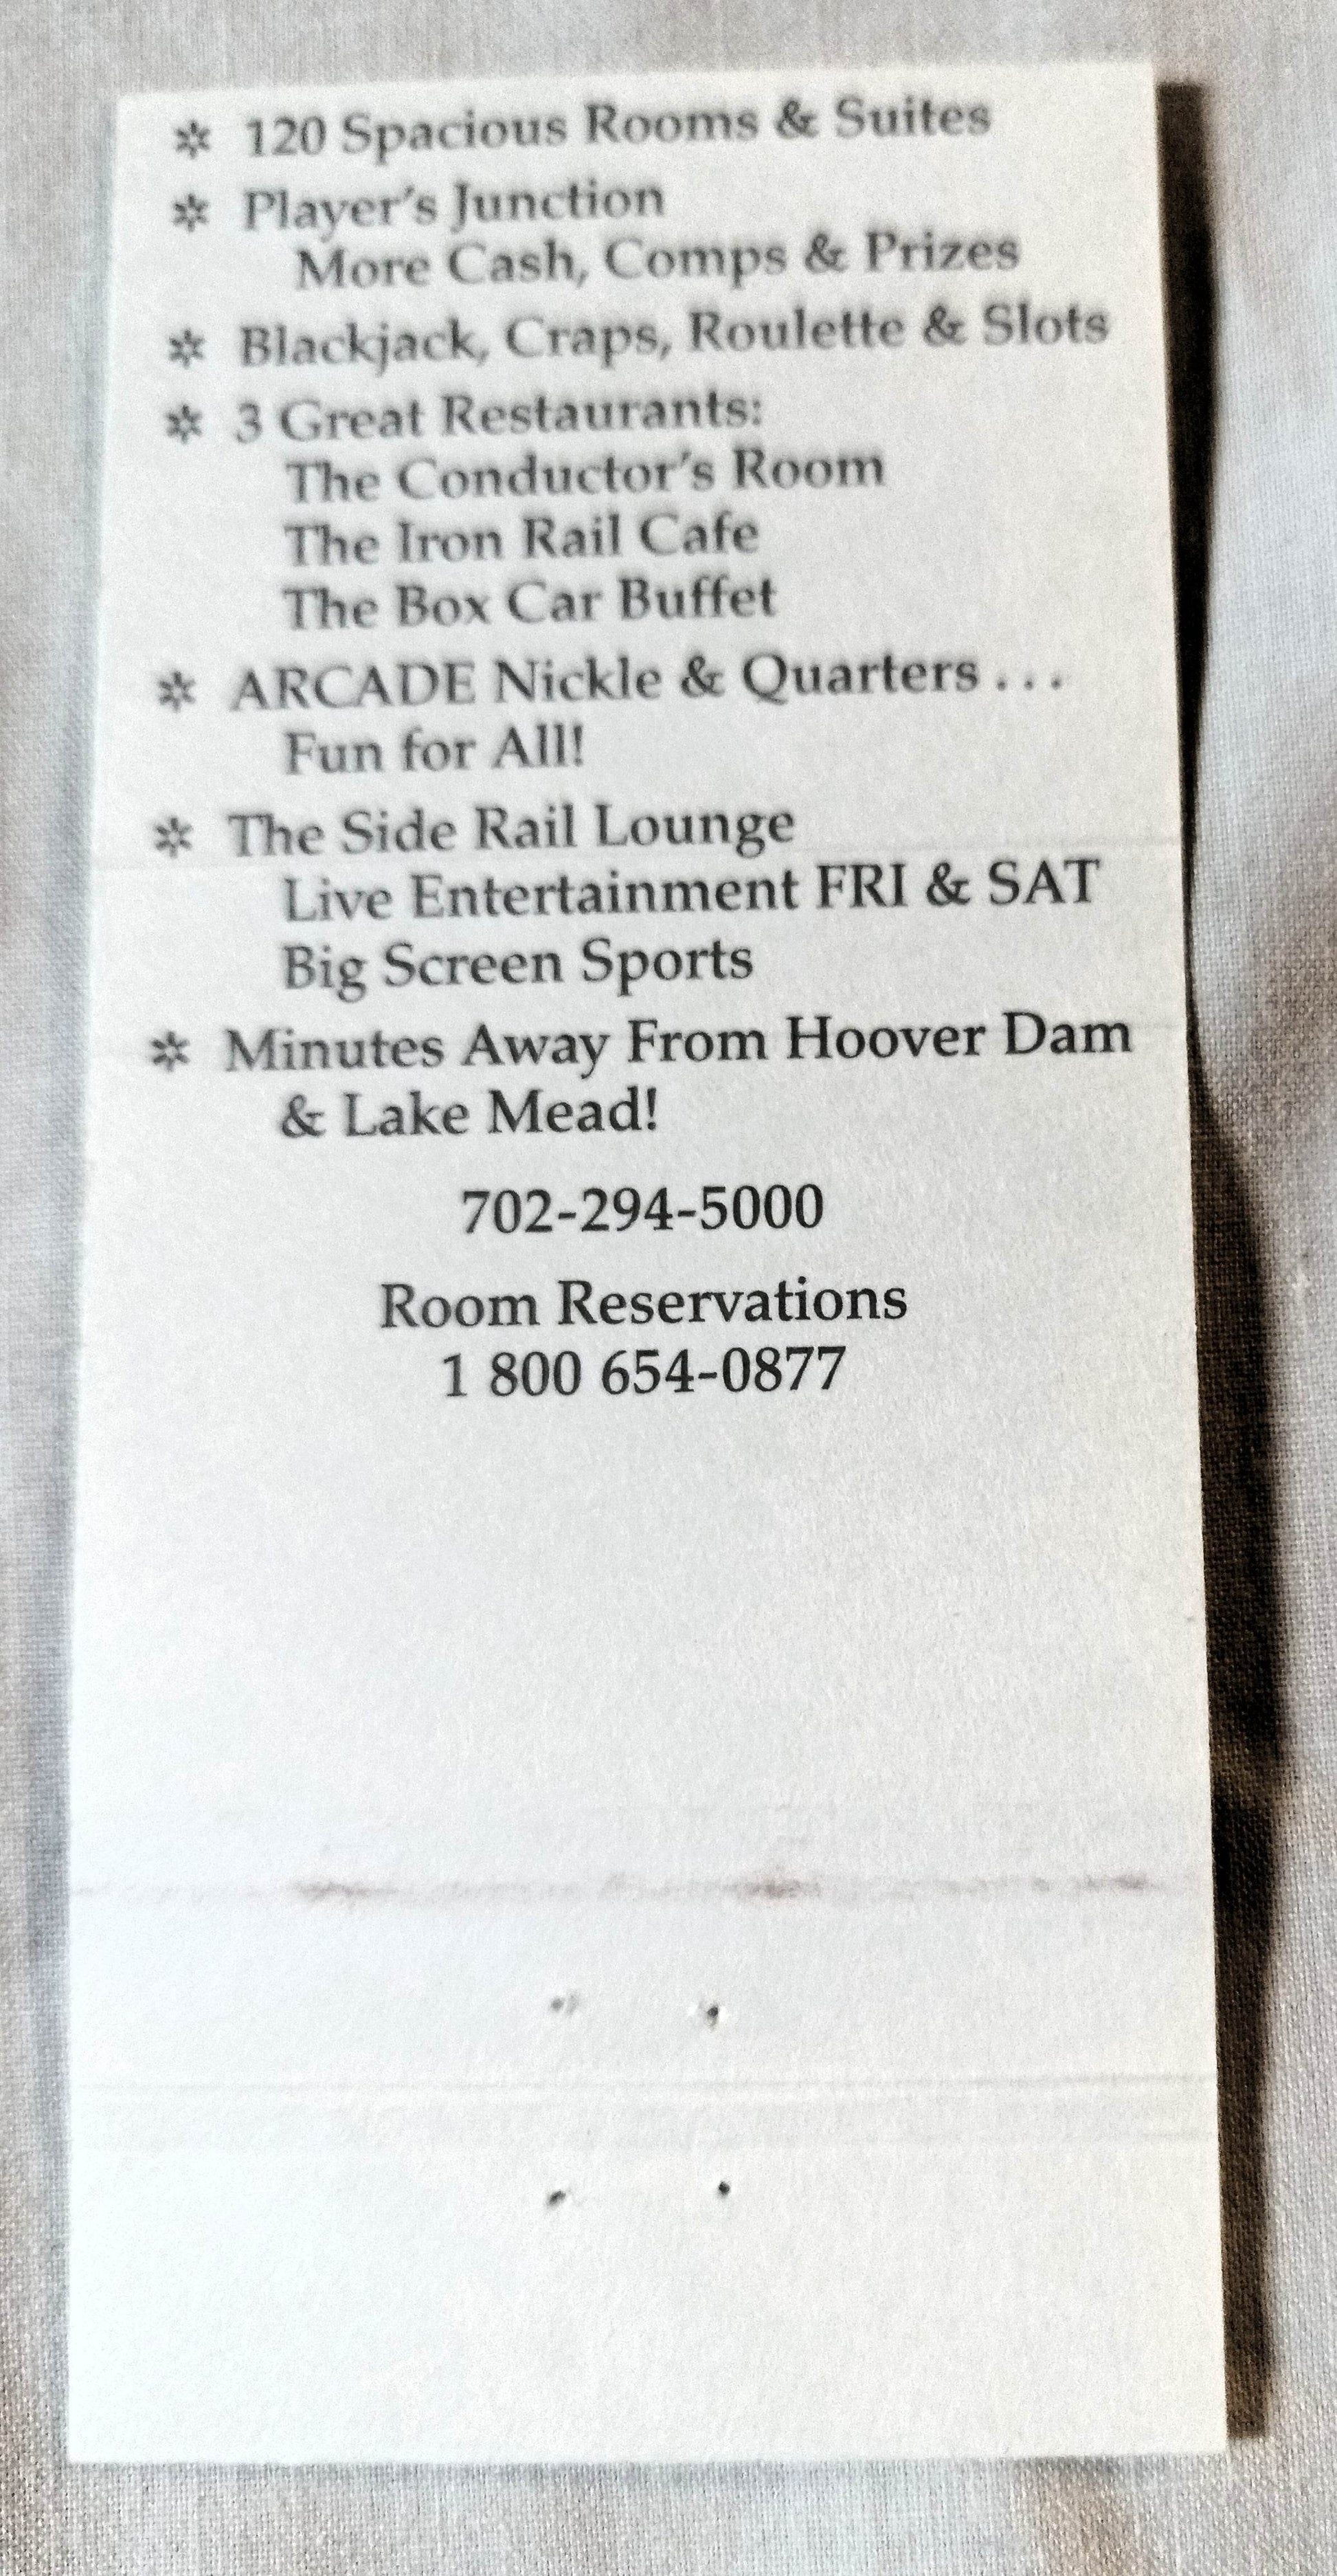 ✲ 120 Spacious Rooms & Suites
✲ Player's Junction
More Cash, Comps & Prizes
✲ Blackjack, Craps, Roulette & Slots
✲ 3 Great Restaurants:
The Conductor's Room
The Iron Rail Cafe
The Box Car Buffet
✲ ARCADE Nickle & Quarters . . .
Fun for All!
✲ The Side Rail Lounge
Live Entertainment FRI & SAT
Big Screen Sports
✲ Minutes Away From Hoover Dam
& Lake Mead!
702-294-5000
Room Reservations
1 800 654-0877